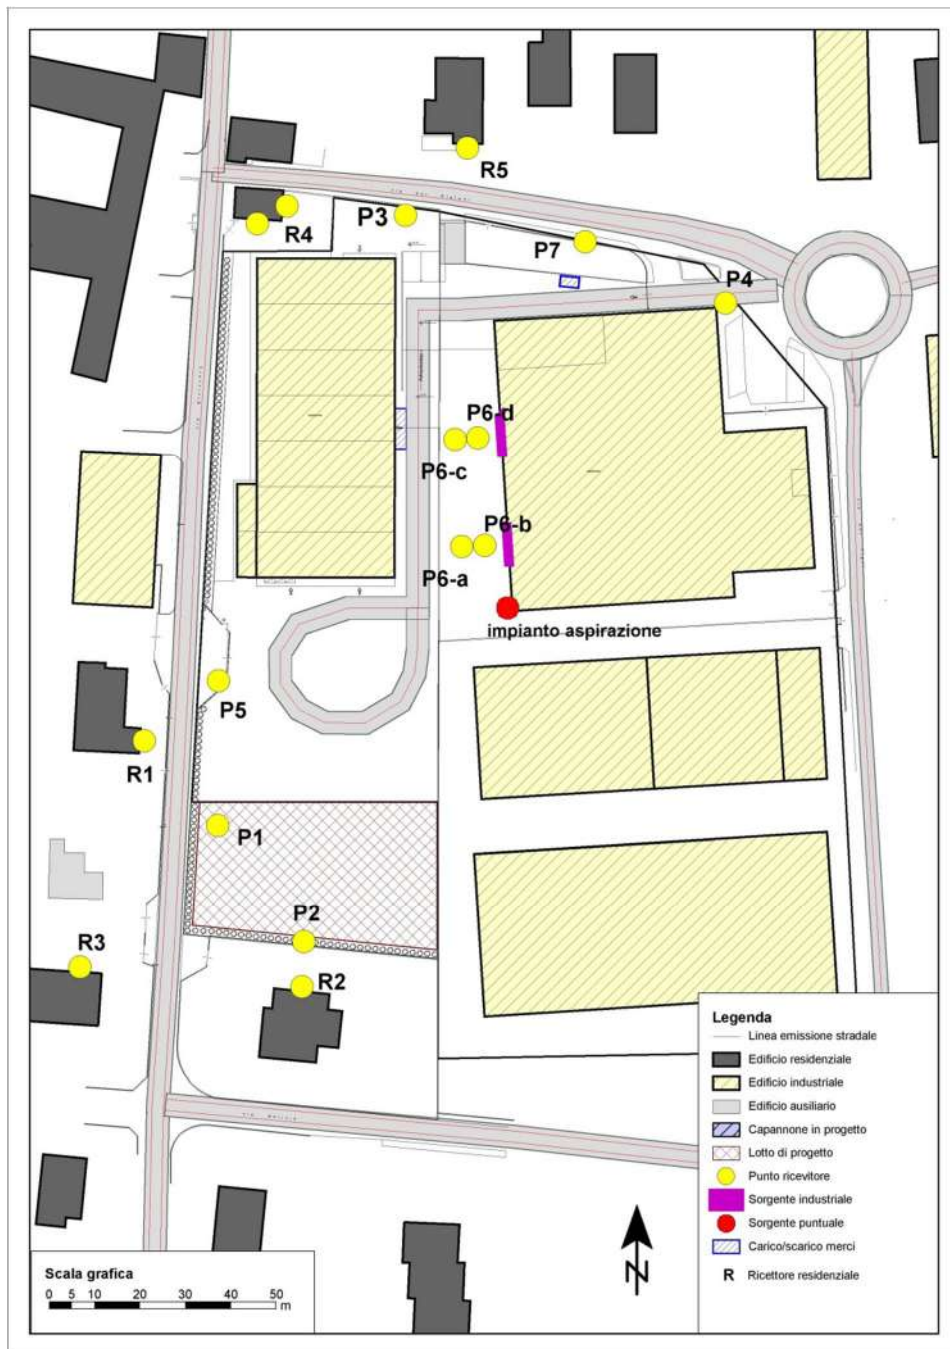 R5
P3
R4
P7
P4
P6-d
P6-c
P6-b
P6-a
impianto aspirazione
P5
R1
P1
P2
R3
R2
Legenda
Linea emissione stradale
Edificio residenziale
Edificio industriale
Edificio ausiliario
Capannone in progetto
Lotto di progetto
Punto ricevitore
Sorgente industriale
Sorgente puntuale
Carico/scarico merci
R Ricettore residenziale
N
Scala grafica
0 5 10 20 30 40 50
m